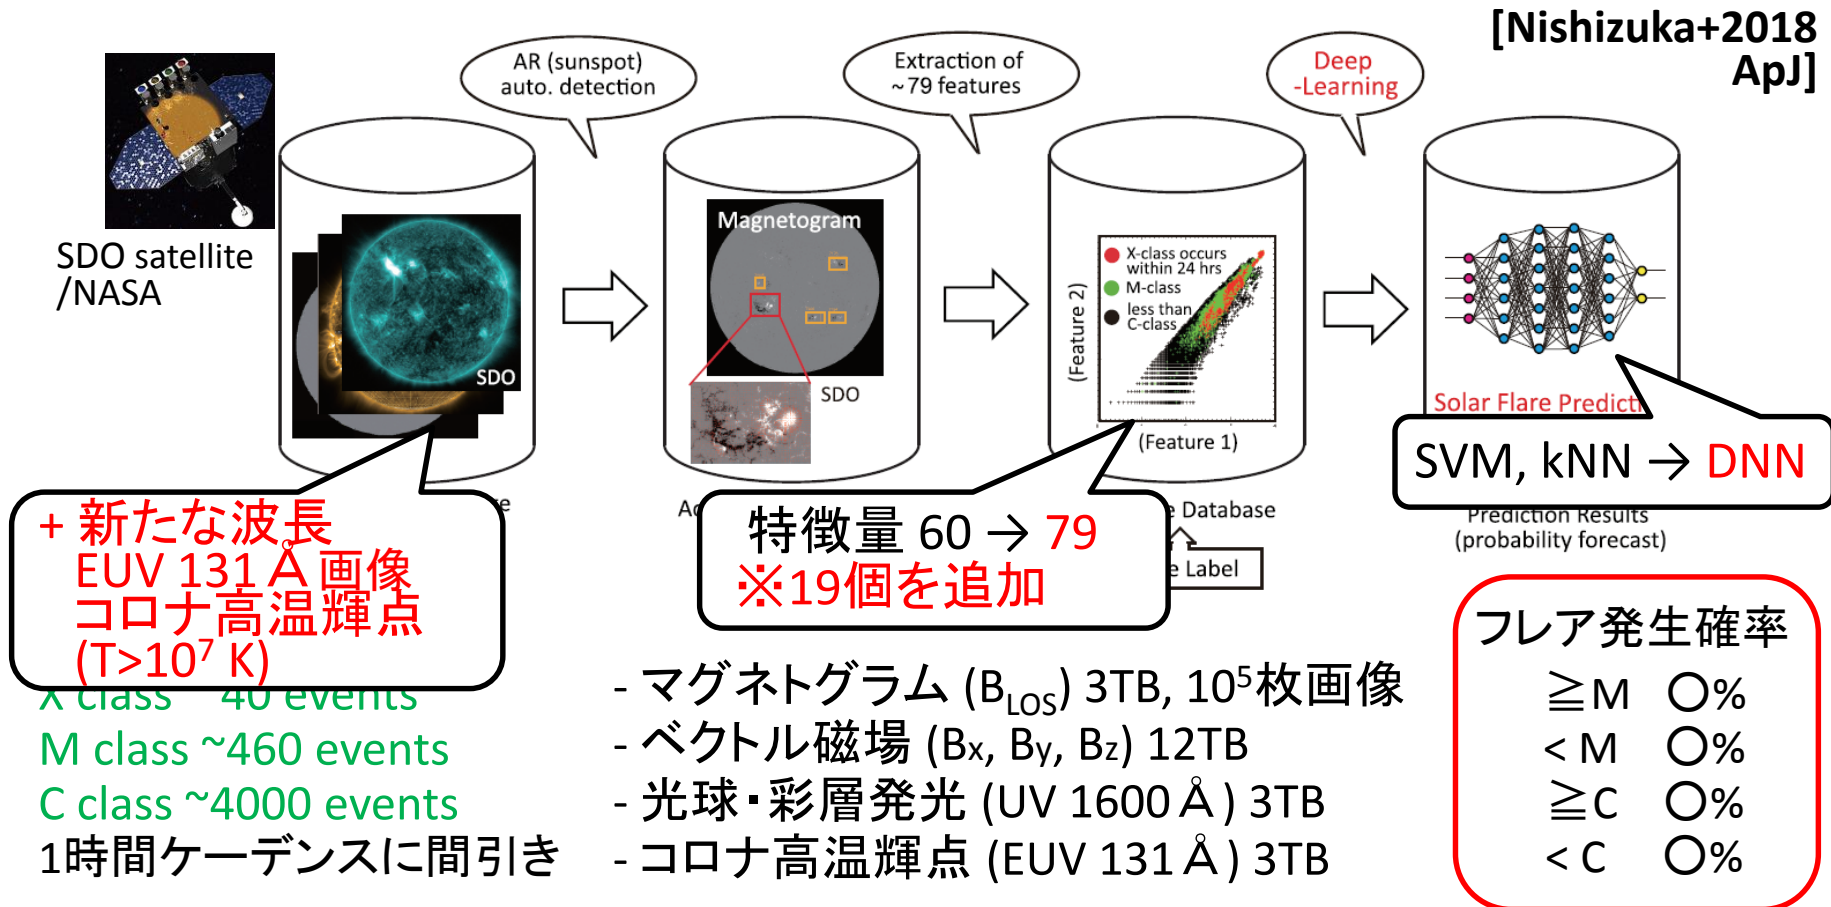 [Nishizuka+2018
ApJ]
AR (sunspot)
auto. detection
Extraction of
~79 features
Deep
-Learning
SDO satellite
/NASA
SDO
Magnetogram
SDO
X-class occurs
within 24 hrs
M-class
less than
C-class
(Feature 2)
(Feature 1)
Solar Flare
SVM, kNN → DNN
Prediction Results
(probability forecast)
+ 新たな波長
EUV 131 Å 画像
コロナ高温輝点
(T>10⁷ K)
特徴量 60 → 79
※19個を追加
Database
Label
X class 40 events
M class ~460 events
C class ~4000 events
1時間ケーデンスに間引き
- マグネトグラム (B_LOS) 3TB, 10⁵枚画像
- ベクトル磁場 (Bx, By, Bz) 12TB
- 光球・彩層発光 (UV 1600 Å) 3TB
- コロナ高温輝点 (EUV 131 Å) 3TB
フレア発生確率
≧M 〇%
< M 〇%
≧C 〇%
< C 〇%